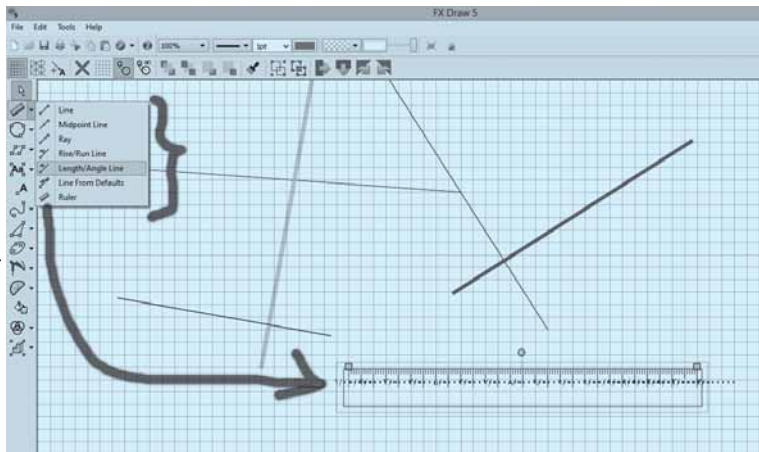 FX Draw 5
File Edit Tools Help
100% 1pt
Line
Midpoint Line
Ray
Rise/Run Line
Length/Angle Line
Line From Defaults
Ruler